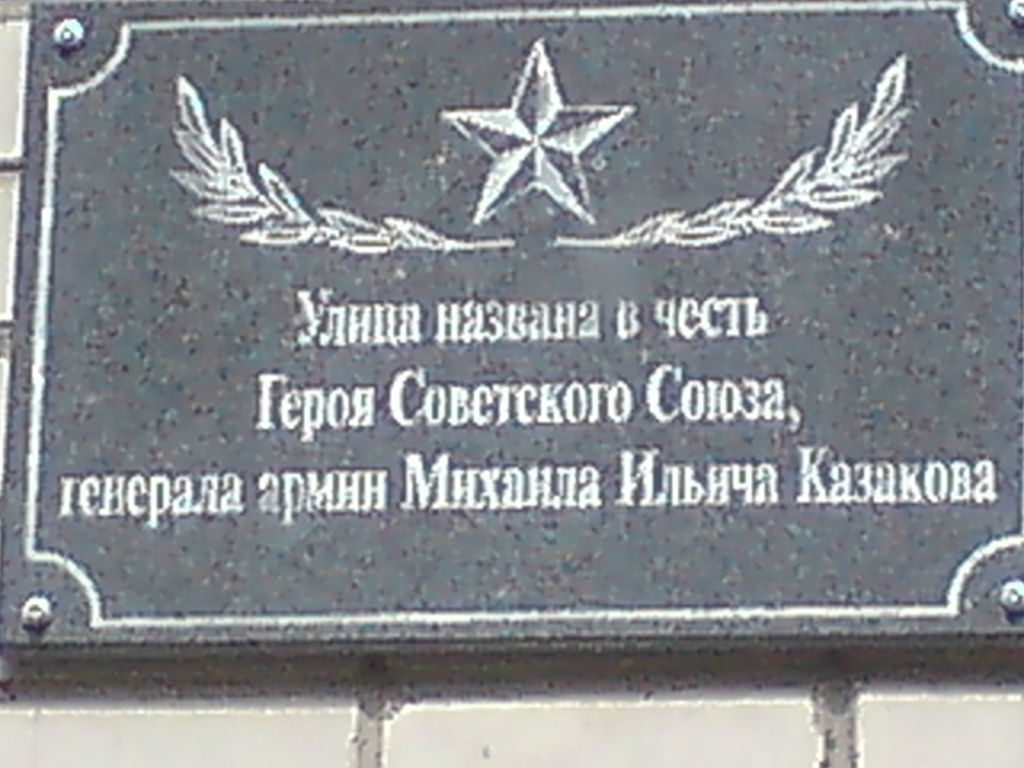 Улица названа в честь
Героя Советского Союза,
генерала армии Михаила Ильича Казакова